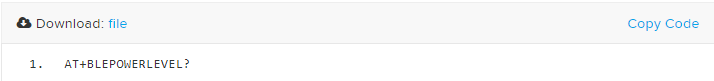 Download: file Copy Code
1. AT+BLEPOWERLEVEL?